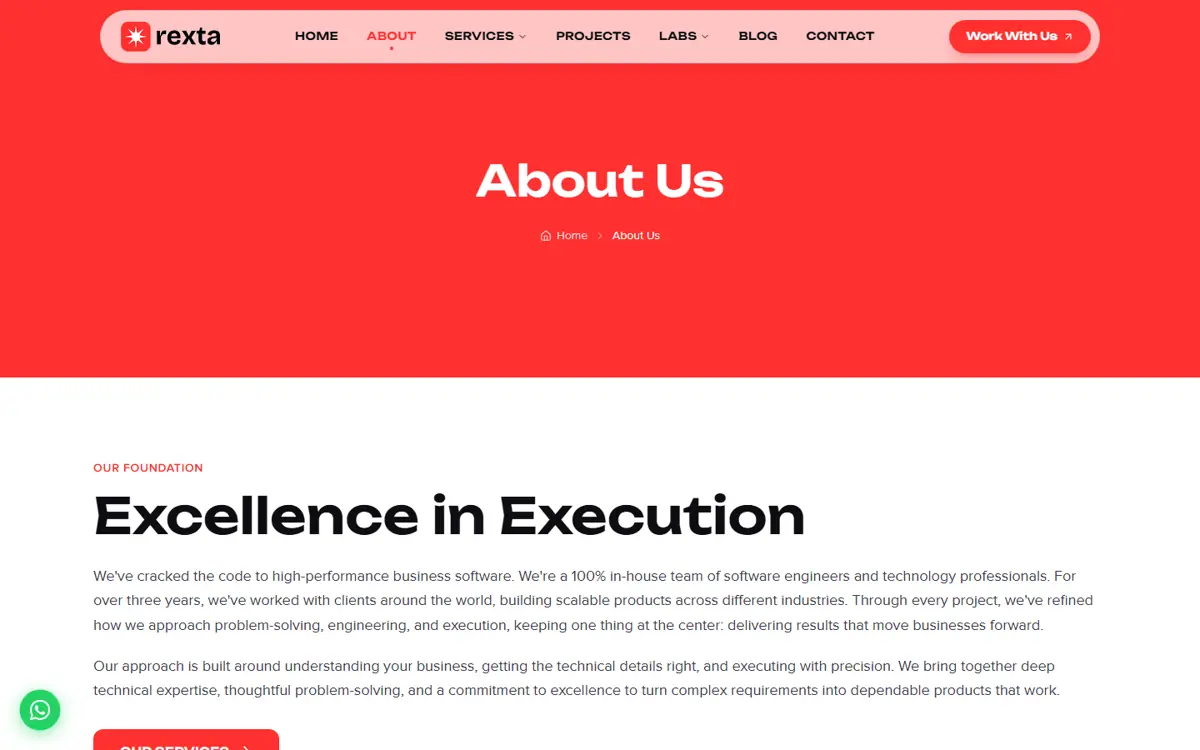 rexta
HOME ABOUT SERVICES PROJECTS LABS BLOG CONTACT
Work With Us
About Us
Home About Us
OUR FOUNDATION
Excellence in Execution
We've cracked the code to high-performance business software. We're a 100% in-house team of software engineers and technology professionals. For
over three years, we've worked with clients around the world, building scalable products across different industries. Through every project, we've refined
how we approach problem-solving, engineering, and execution, keeping one thing at the center: delivering results that move businesses forward.
Our approach is built around understanding your business, getting the technical details right, and executing with precision. We bring together deep
technical expertise, thoughtful problem-solving, and a commitment to excellence to turn complex requirements into dependable products that work.
OUR SERVICES